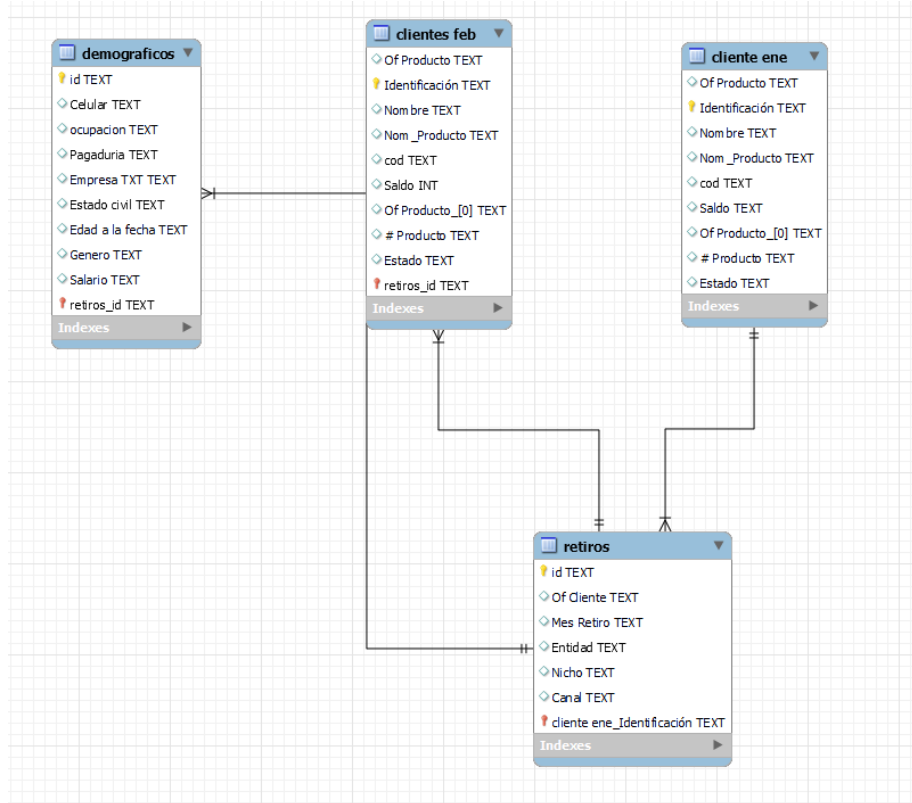 demograficos
id TEXT
Celular TEXT
ocupacion TEXT
Pagaduria TEXT
Empresa TXT TEXT
Estado civil TEXT
Edad a la fecha TEXT
Genero TEXT
Salario TEXT
retiros_id TEXT
Indexes
clientes feb
Of Producto TEXT
Identificación TEXT
Nombre TEXT
Nom _Producto TEXT
cod TEXT
Saldo INT
Of Producto_[0] TEXT
# Producto TEXT
Estado TEXT
retiros_id TEXT
Indexes
cliente ene
Of Producto TEXT
Identificación TEXT
Nombre TEXT
Nom _Producto TEXT
cod TEXT
Saldo TEXT
Of Producto_[0] TEXT
# Producto TEXT
Estado TEXT
Indexes
retiros
id TEXT
Of Cliente TEXT
Mes Retiro TEXT
Entidad TEXT
Nicho TEXT
Canal TEXT
cliente ene_Identificación TEXT
Indexes